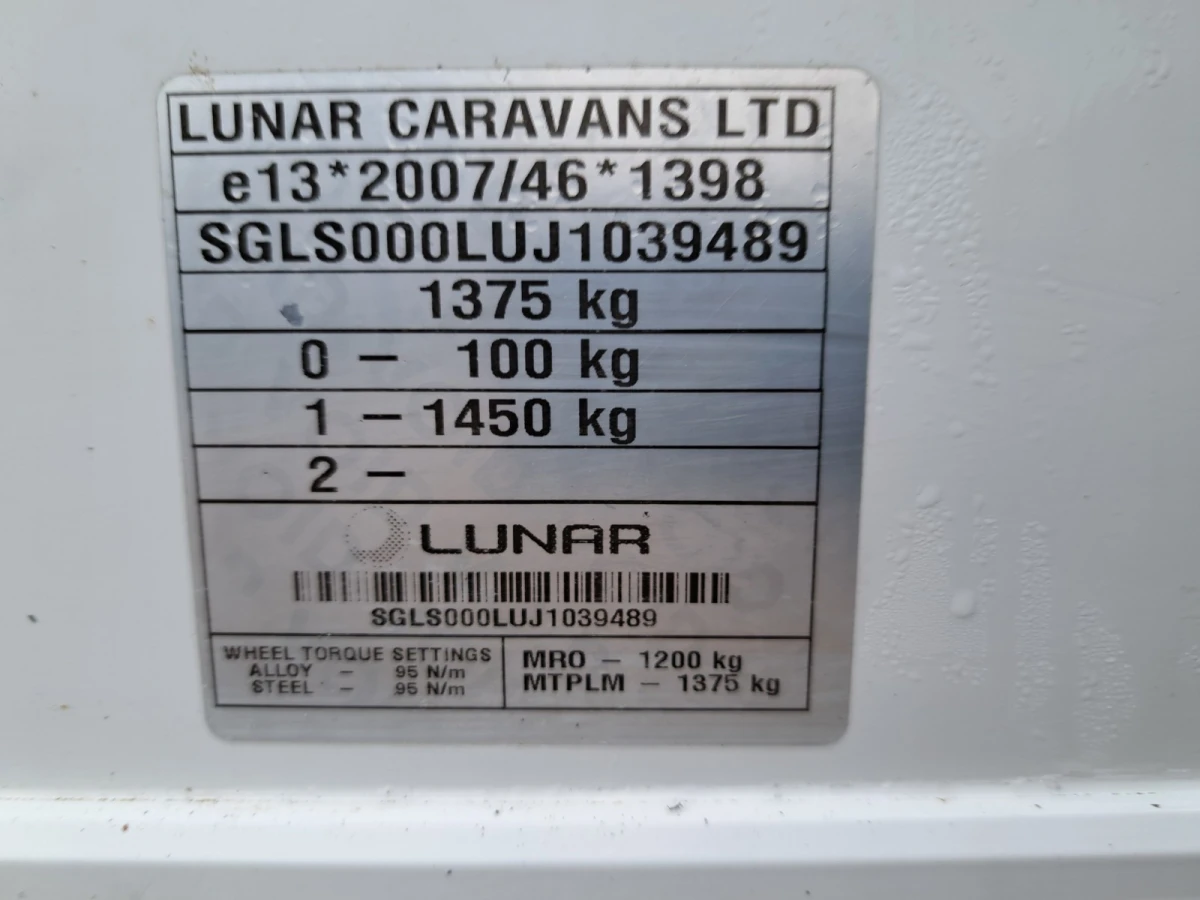 LUNAR CARAVANS LTD
e13*2007/46*1398
SGLS000LUJ1039489
1375 kg
0 - 100 kg
1 - 1450 kg
2 -
LUNAR
SGLS000LUJ1039489
WHEEL TORQUE SETTINGS
ALLOY - 95 N/m
STEEL - 95 N/m
MRO - 1200 kg
MTPLM - 1375 kg